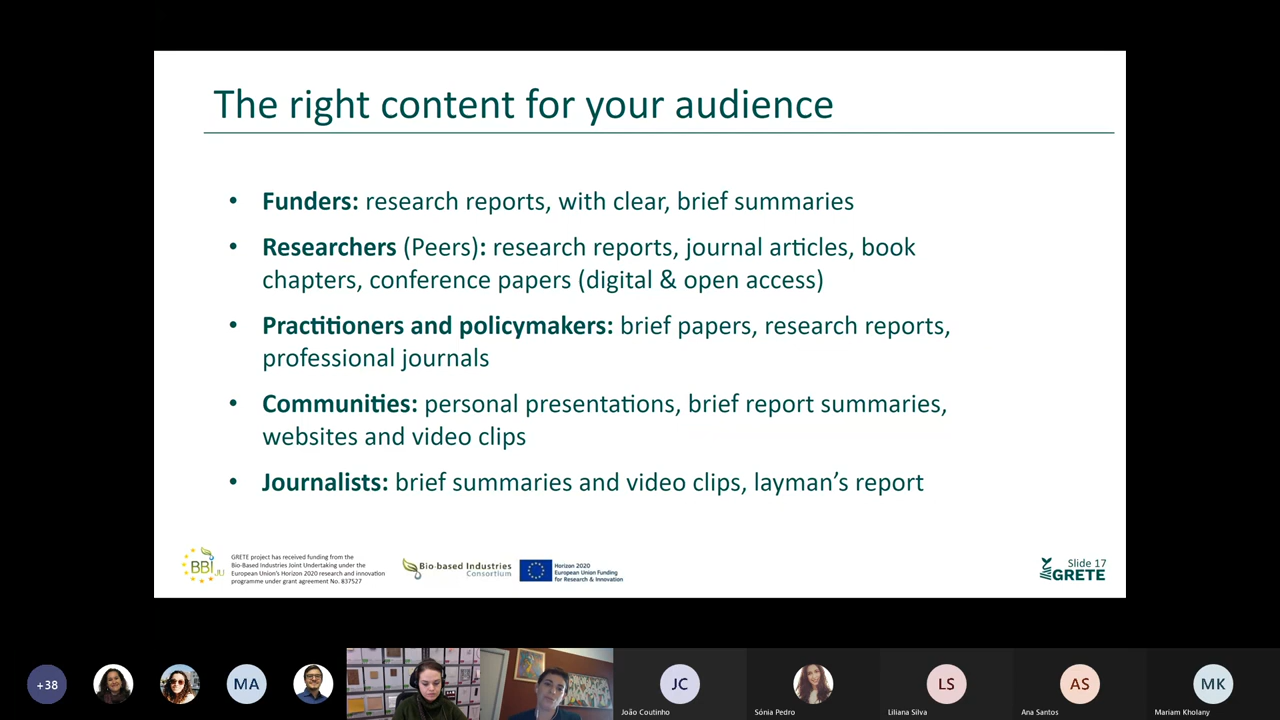 The right content for your audience
• Funders: research reports, with clear, brief summaries
• Researchers (Peers): research reports, journal articles, book
chapters, conference papers (digital & open access)
• Practitioners and policymakers: brief papers, research reports,
professional journals
• Communities: personal presentations, brief report summaries,
websites and video clips
• Journalists: brief summaries and video clips, layman’s report
BBI JU
GRETE project has received funding from the
Bio-Based Industries Joint Undertaking under the
European Union's Horizon 2020 research and innovation
programme under grant agreement No. 837527
Bio-based Industries
Consortium
Horizon 2020
European Union Funding
for Research & Innovation
Slide 17
GRETE
+38
MA
JC
LS
AS
MK
João Coutinho
Sónia Pedro
Liliana Silva
Ana Santos
Mariam Kholany